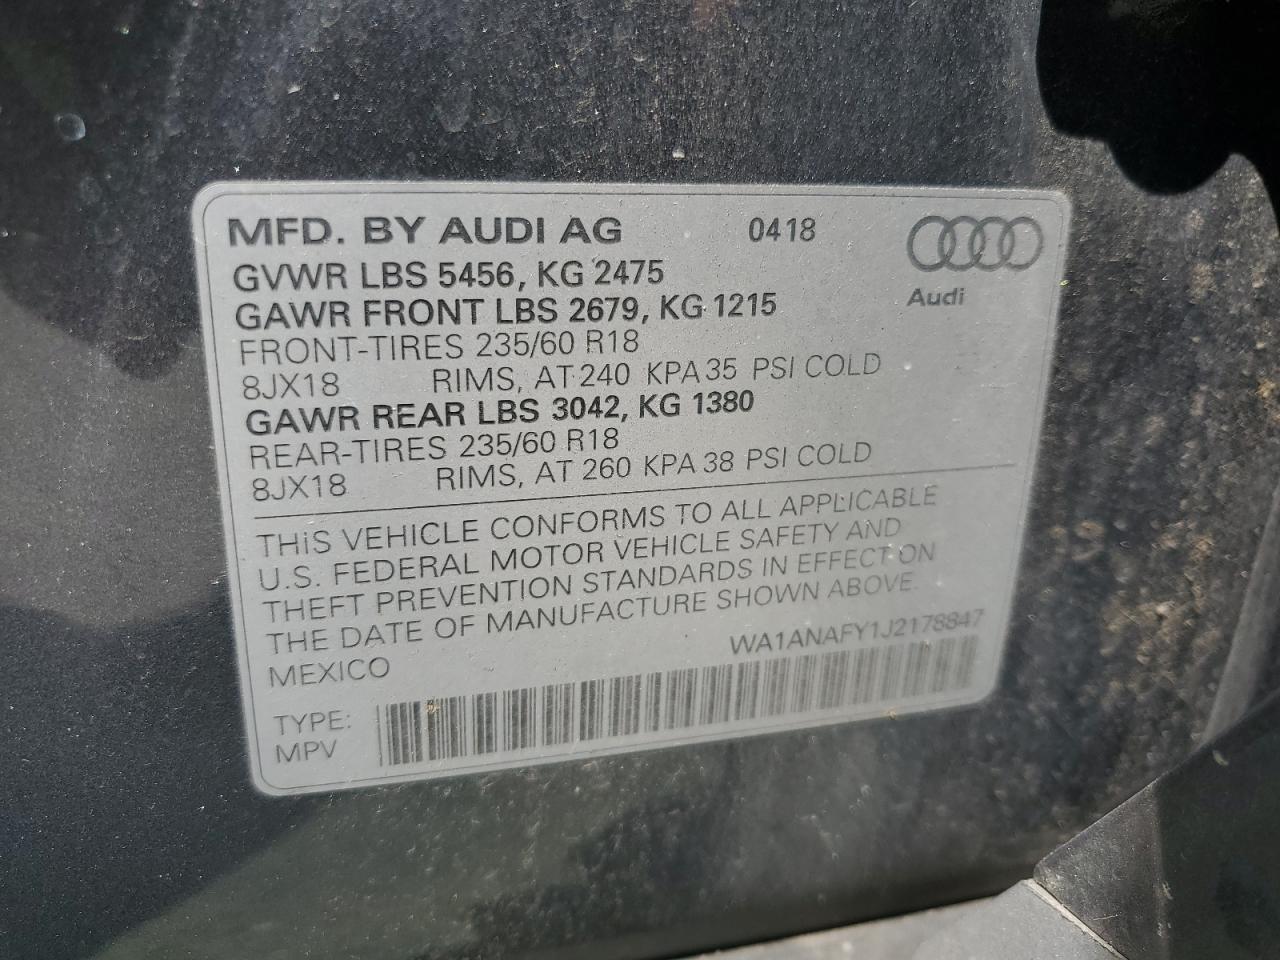 MFD. BY AUDI AG 0418
Audi
GVWR LBS 5456, KG 2475
GAWR FRONT LBS 2679, KG 1215
FRONT-TIRES 235/60 R18
8JX18 RIMS, AT 240 KPA 35 PSI COLD
GAWR REAR LBS 3042, KG 1380
REAR-TIRES 235/60 R18
8JX18 RIMS, AT 260 KPA 38 PSI COLD
THIS VEHICLE CONFORMS TO ALL APPLICABLE
U.S. FEDERAL MOTOR VEHICLE SAFETY AND
THEFT PREVENTION STANDARDS IN EFFECT ON
THE DATE OF MANUFACTURE SHOWN ABOVE.
MEXICO WA1ANAFY1J2178847
TYPE:
MPV